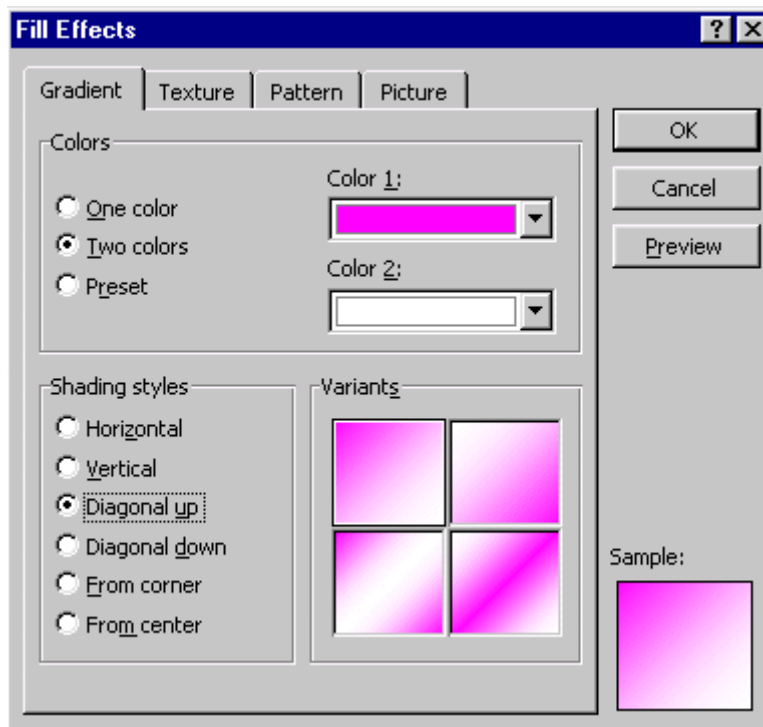 Fill Effects
Gradient Texture Pattern Picture
Colors
One color
Two colors
Preset
Color 1:
Color 2:
OK
Cancel
Preview
Shading styles
Horizontal
Vertical
Diagonal up
Diagonal down
From corner
From center
Variants
Sample: